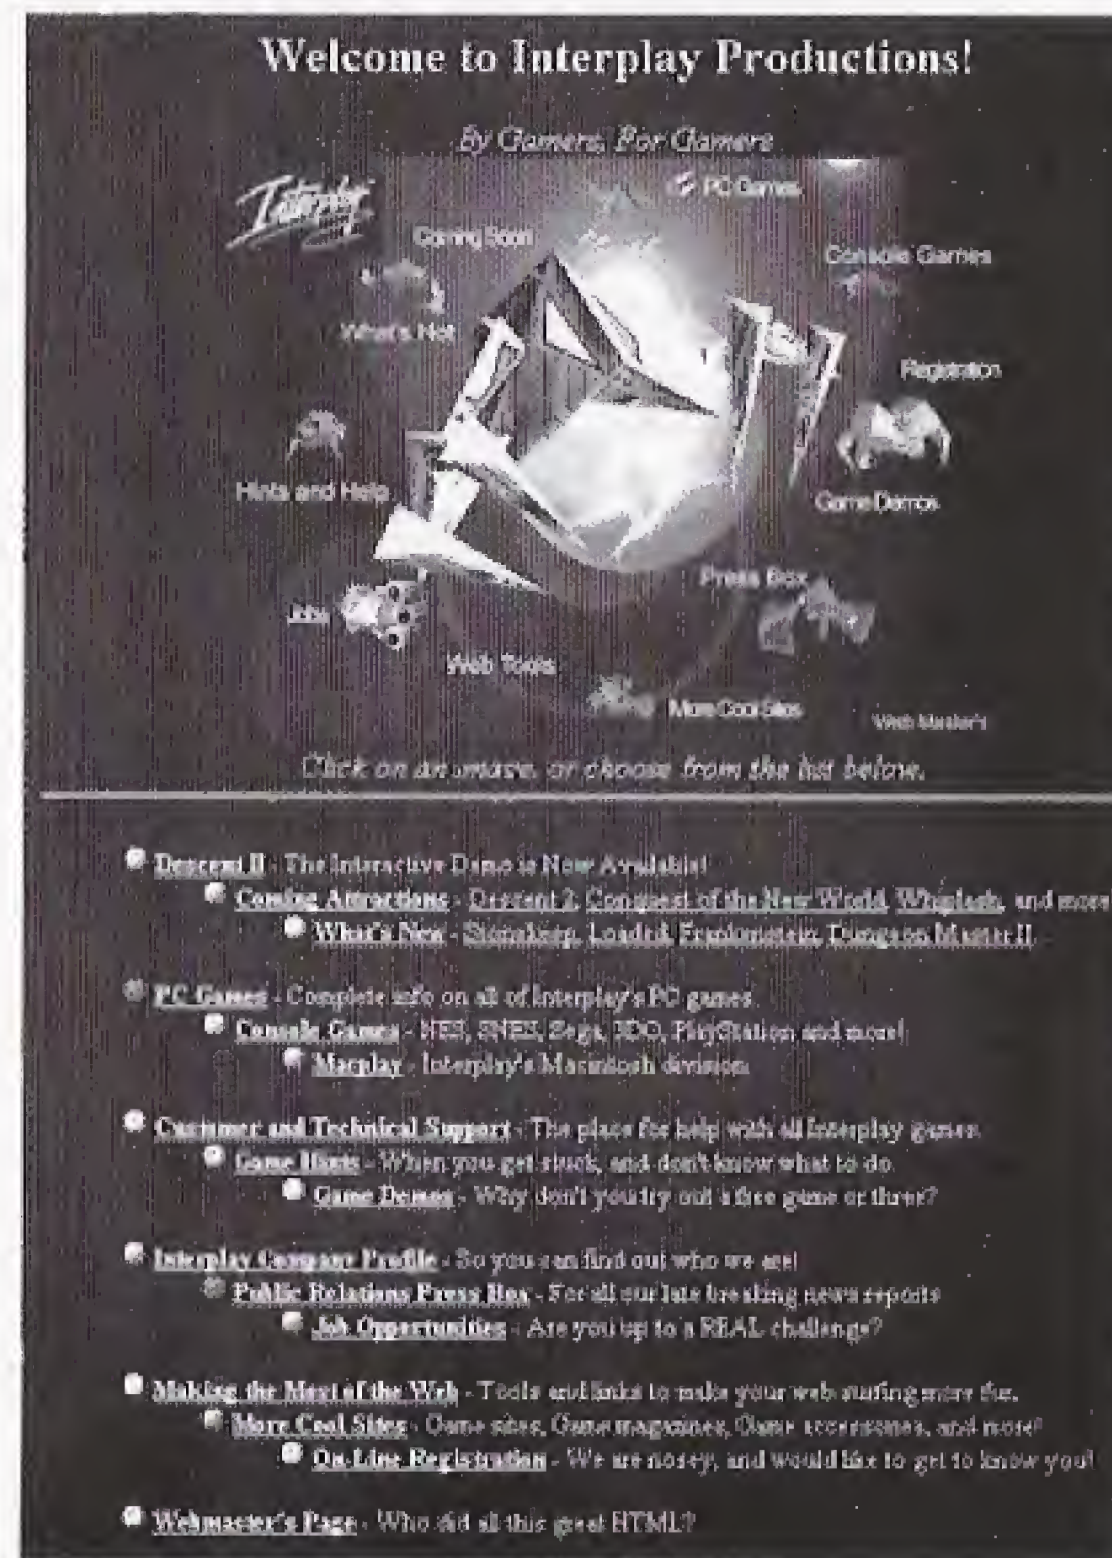 Welcome to Interplay Productions!
By Gamers, For Gamers
Interplay
PC Games
Coming Soon
Console Games
What's Hot
Registration
Hints and Help
Game Demos
Press Box
Jobs
Web Tools
More Cool Sites
Web Master's
Click on an image, or choose from the list below.
Descent II - The Interactive Demo is Now Available!
Coming Attractions - Descent 2, Conquest of the New World, Whiplash, and more
What's New - Stonekeep, Loaded, Frankenstein, Dungeon Master II
PC Games - Complete info on all of Interplay's PC games.
Console Games - NES, SNES, Sega, 3DO, PlayStation and more!
Macplay - Interplay's Macintosh division
Customer and Technical Support - The place for help with all Interplay games.
Game Hints - When you get stuck, and don't know what to do.
Game Demos - Why don't you try out a free game or three?
Interplay Company Profile - So you can find out who we are!
Public Relations Press Box - For all our late breaking news reports
Job Opportunities - Are you up to a REAL challenge?
Making the Most of the Web - Tools and links to make your web surfing more fun.
More Cool Sites - Game sites, Game magazines, Game accessories, and more!
On-Line Registration - We are nosey, and would like to get to know you!
Webmaster's Page - Who did all this great HTML?